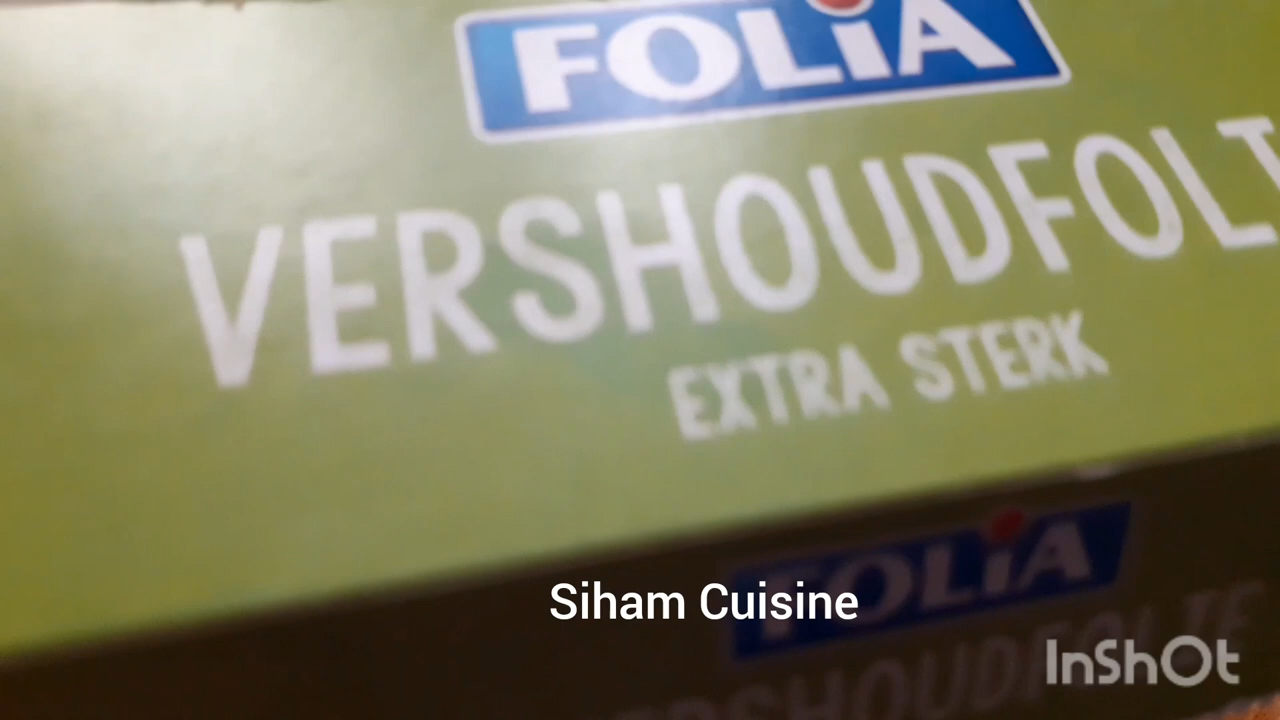 FOLiA
VERSHOUDFOLI
EXTRA STERK
FOLiA
Siham Cuisine
InShOt